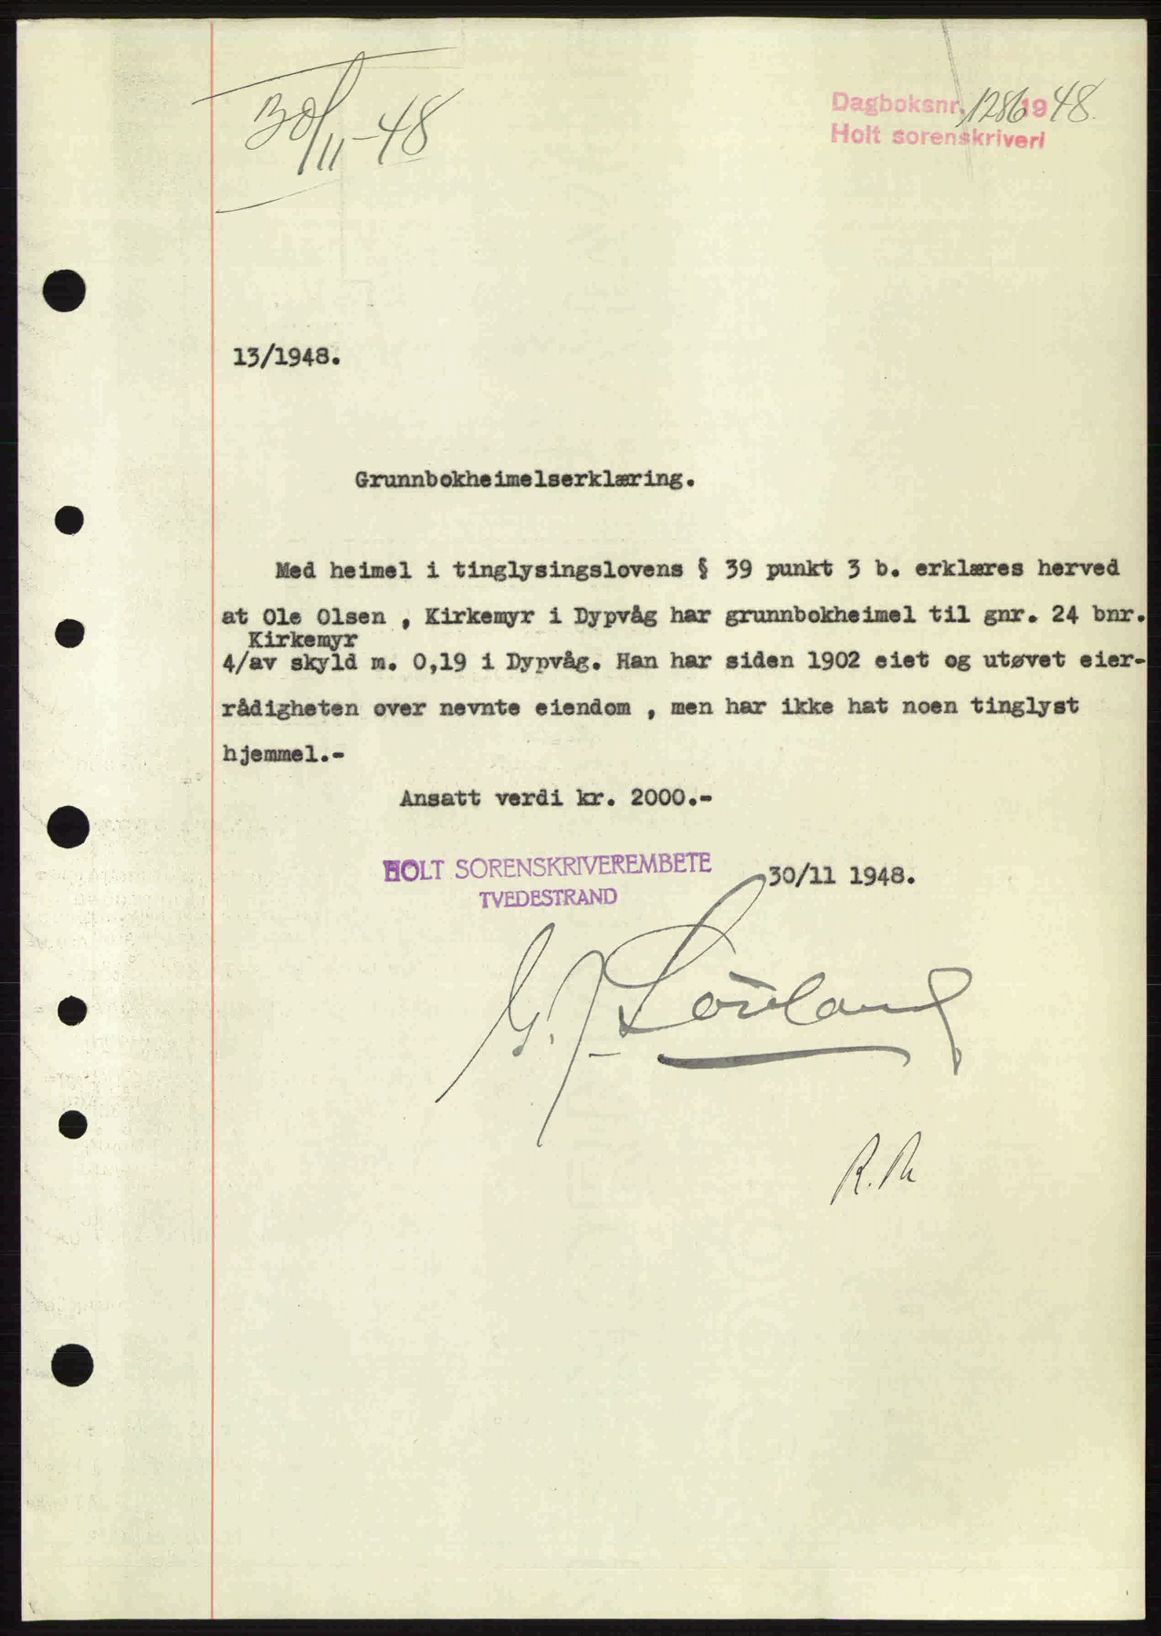 30/11-48
Dagboksnr. 1286 1948.
Holt sorenskriveri
13/1948.
Grunnbokheimelserklæring.
Med heimel i tinglysingslovens § 39 punkt 3 b. erklæres herved
at Ole Olsen , Kirkemyr i Dypvåg har grunnbokheimel til gnr. 24 bnr.
Kirkemyr
4/av skyld m. 0,19 i Dypvåg. Han har siden 1902 eiet og utøvet eier-
rådigheten over nevnte eiendom , men har ikke hat noen tinglyst
hjemmel.-
Ansatt verdi kr. 2000.-
HOLT SORENSKRIVEREMBETE 30/11 1948.
TVEDESTRAND
G. J. Sørland